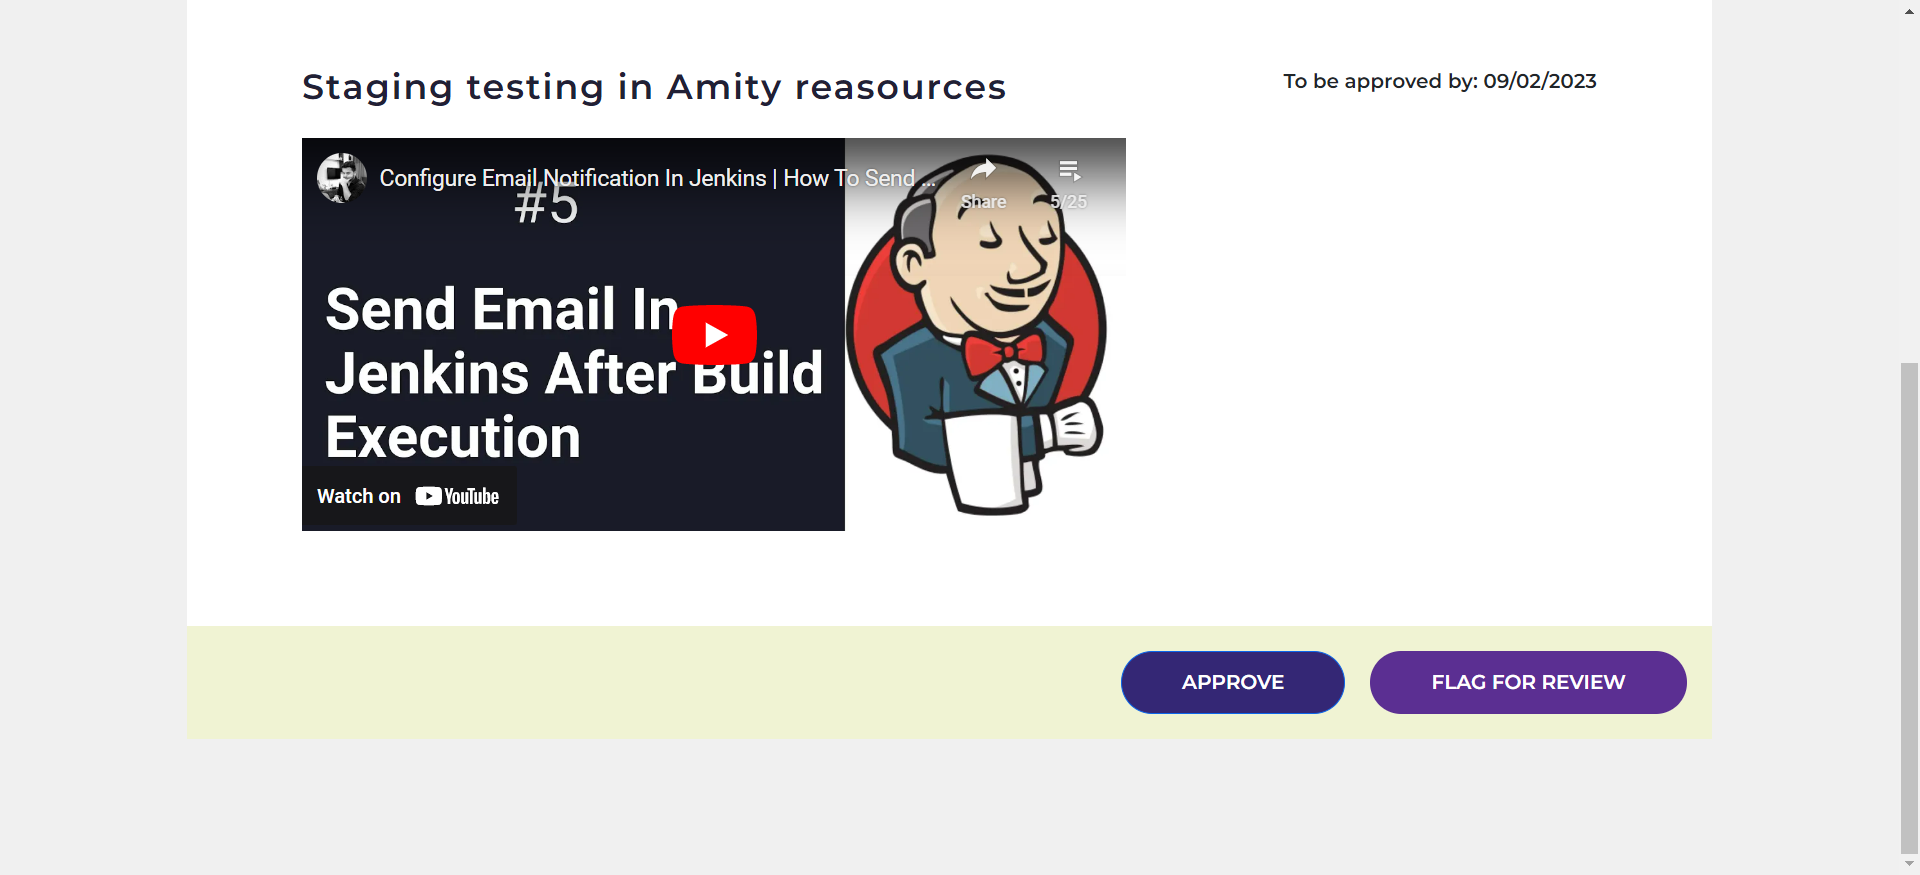 Staging testing in Amity reasources
To be approved by: 09/02/2023
Configure Email Notification In Jenkins | How To Send ...
Share
5/25
#5
Send Email In
Jenkins After Build
Execution
Watch on YouTube
APPROVE
FLAG FOR REVIEW